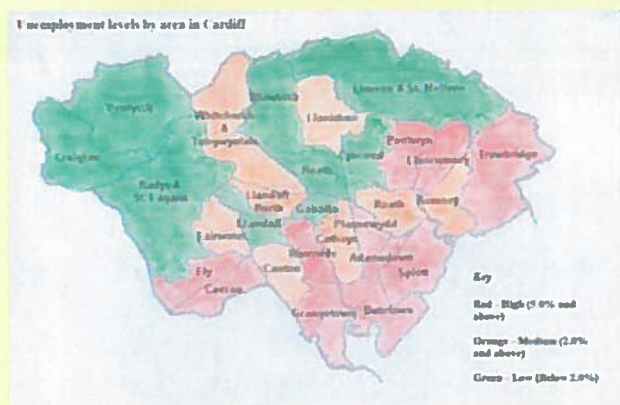 Unemployment levels by area in Cardiff
Lisvane & St. Mellons
Pentyrch
Rhiwbina
Whitchurch
&
Tongwynlais
Llanishen
Pontprennau
Creigiau
Heath
Cyncoed
Llanrumney
Trowbridge
Radyr &
St. Fagans
Llandaff
North
Gabalfa
Roath
Rumney
Llandaff
Plasnewydd
Fairwater
Cathays
Riverside
Adamsdown
Ely
Canton
Splott
Caerau
Grangetown
Butetown
Key
Red - High (5.0% and
above)
Orange - Medium (2.0%
and above)
Green - Low (Below 2.0%)